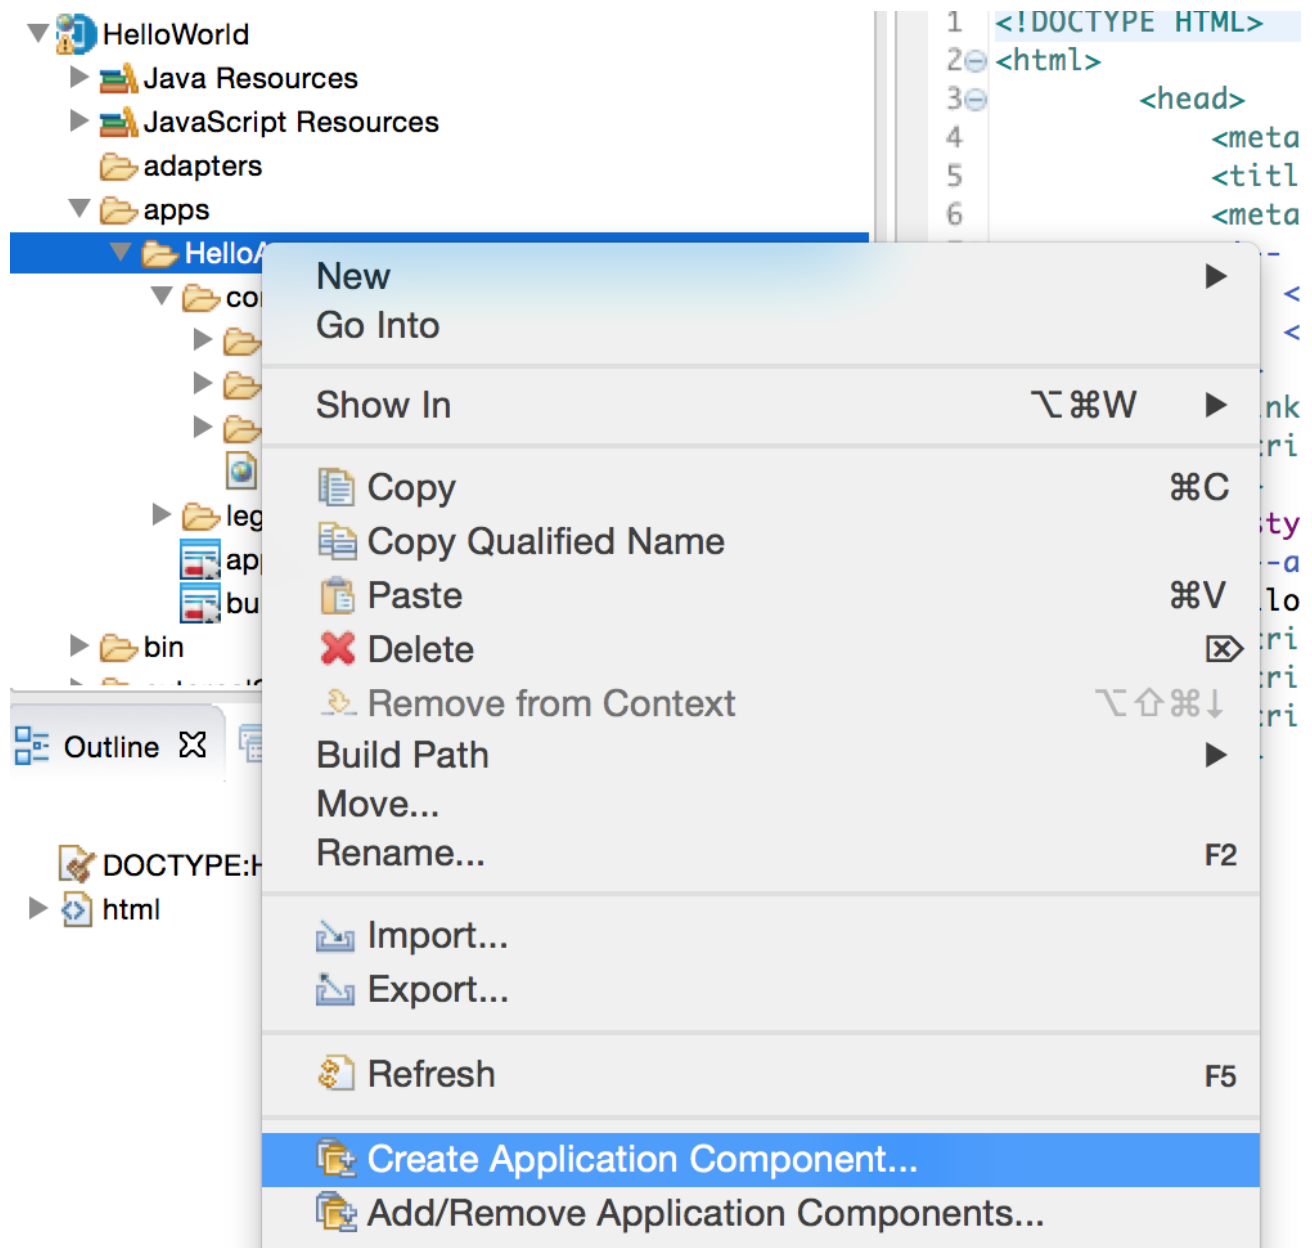 HelloWorld
Java Resources
JavaScript Resources
adapters
apps
bin
Outline
html
1 <!DOCTYPE HTML>
2 <html>
3 <head>
4 <meta
5
6 <meta
New
Go Into
Show In ⌥⌘W
Copy ⌘C
Copy Qualified Name
Paste ⌘V
Delete ⌦
Remove from Context ⌥⇧⌘↓
Build Path
Move...
Rename... F2
Import...
Export...
Refresh F5
Create Application Component...
Add/Remove Application Components...